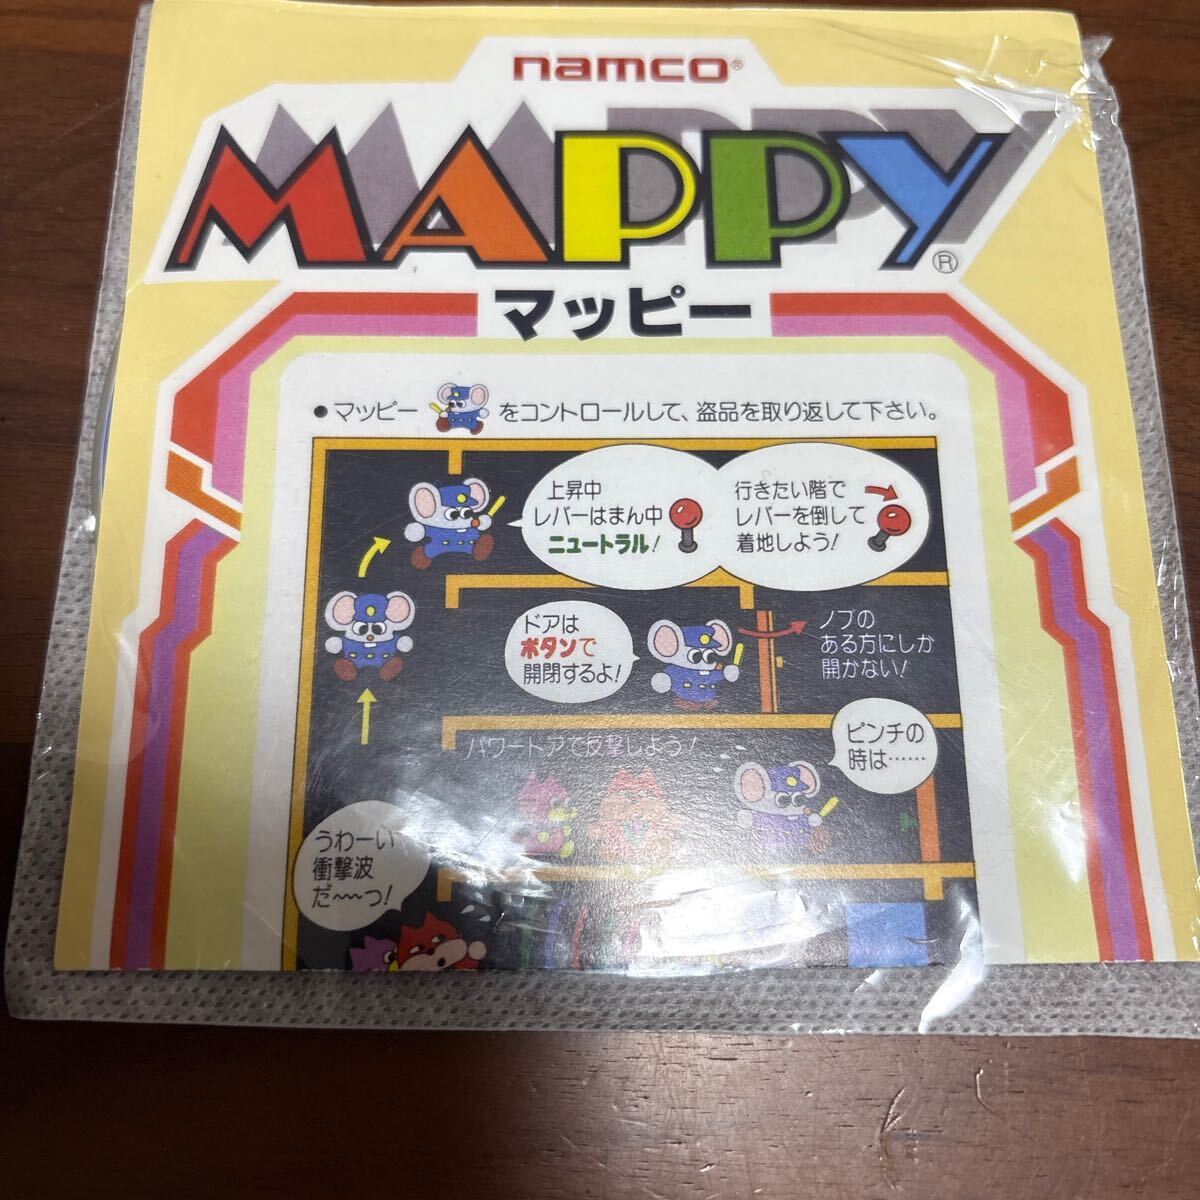 namco®
MAPPY®
マッピー
●マッピー を コントロールして、盗品を取り返して下さい。
上昇中
レバーはまん中
ニュートラル!
行きたい階で
レバーを倒して
着地しよう!
ドアは
ボタンで
開閉するよ!
ノブの
ある方にしか
開かない!
パワードアで反撃しよう!
ピンチの
時は……
うわーい
衝撃波
だ〜〜っ!